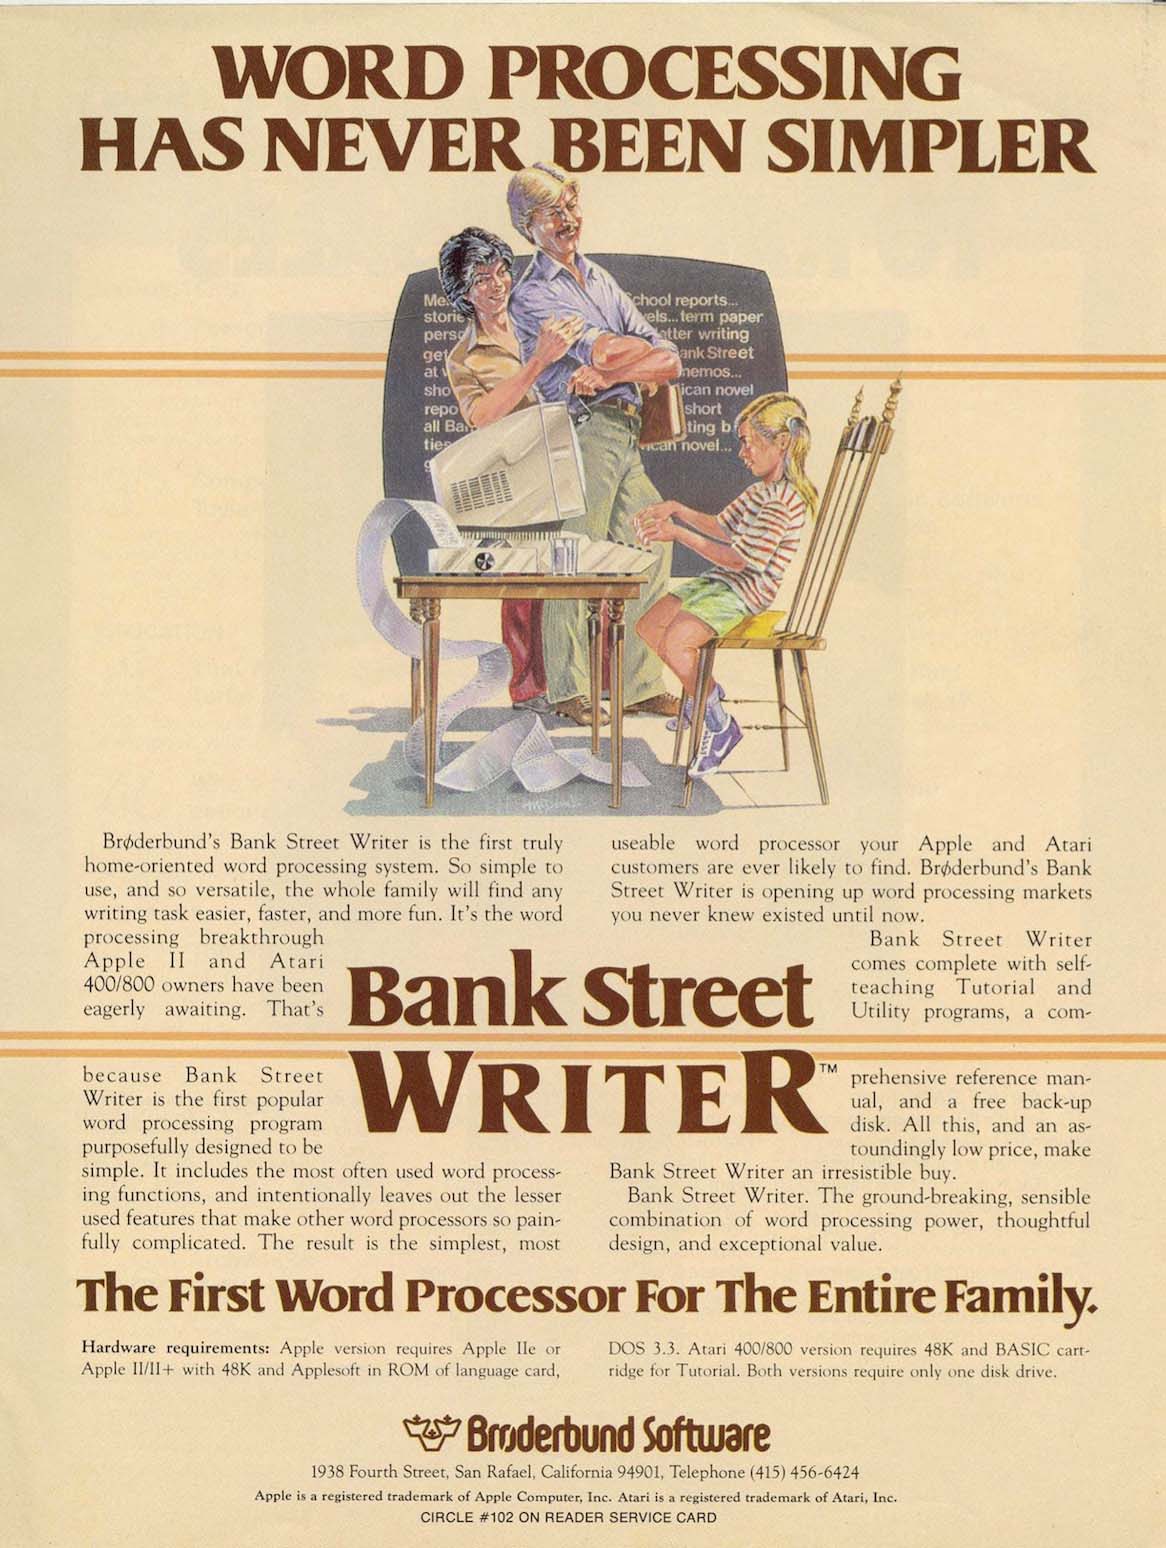 WORD PROCESSING
HAS NEVER BEEN SIMPLER
School reports...
term paper
writing
Street
memos...
novel
short
novel...
all
Brøderbund's Bank Street Writer is the first truly
home-oriented word processing system. So simple to
use, and so versatile, the whole family will find any
writing task easier, faster, and more fun. It's the word
processing breakthrough
Apple II and Atari
400/800 owners have been
eagerly awaiting. That's
because Bank Street
Writer is the first popular
word processing program
purposefully designed to be
simple. It includes the most often used word process-
ing functions, and intentionally leaves out the lesser
used features that make other word processors so pain-
fully complicated. The result is the simplest, most
useable word processor your Apple and Atari
customers are ever likely to find. Brøderbund's Bank
Street Writer is opening up word processing markets
you never knew existed until now.
Bank Street Writer
comes complete with self-
teaching Tutorial and
Utility programs, a com-
prehensive reference man-
ual, and a free back-up
disk. All this, and an as-
toundingly low price, make
Bank Street Writer an irresistible buy.
Bank Street Writer. The ground-breaking, sensible
combination of word processing power, thoughtful
design, and exceptional value.
Bank Street
WRITER™
The First Word Processor For The Entire Family.
Hardware requirements: Apple version requires Apple IIe or
Apple II/II+ with 48K and Applesoft in ROM of language card,
DOS 3.3. Atari 400/800 version requires 48K and BASIC cart-
ridge for Tutorial. Both versions require only one disk drive.
Brøderbund Software
1938 Fourth Street, San Rafael, California 94901, Telephone (415) 456-6424
Apple is a registered trademark of Apple Computer, Inc. Atari is a registered trademark of Atari, Inc.
CIRCLE #102 ON READER SERVICE CARD